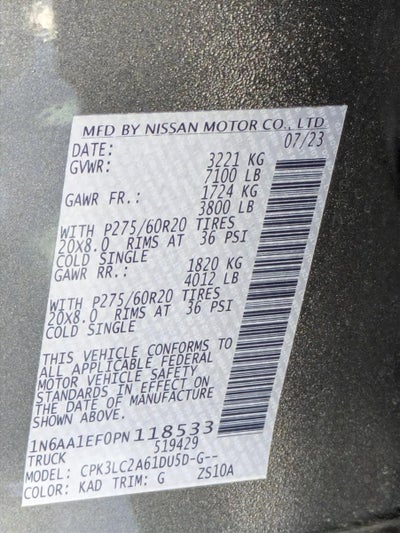 MFD BY NISSAN MOTOR CO., LTD.
DATE: 07/23
GVWR: 3221 KG
7100 LB
GAWR FR.: 1724 KG
3800 LB
WITH P275/60R20 TIRES
20X8.0 RIMS AT 36 PSI
COLD SINGLE
GAWR RR.: 1820 KG
4012 LB
WITH P275/60R20 TIRES
20X8.0 RIMS AT 36 PSI
COLD SINGLE
THIS VEHICLE CONFORMS TO
ALL APPLICABLE FEDERAL
MOTOR VEHICLE SAFETY
STANDARDS IN EFFECT ON
THE DATE OF MANUFACTURE
SHOWN ABOVE.
1N6AA1EF0PN118533
TRUCK 519429
MODEL: CPK3LC2A61DU5D-G--
COLOR: KAD TRIM: G ZS10A